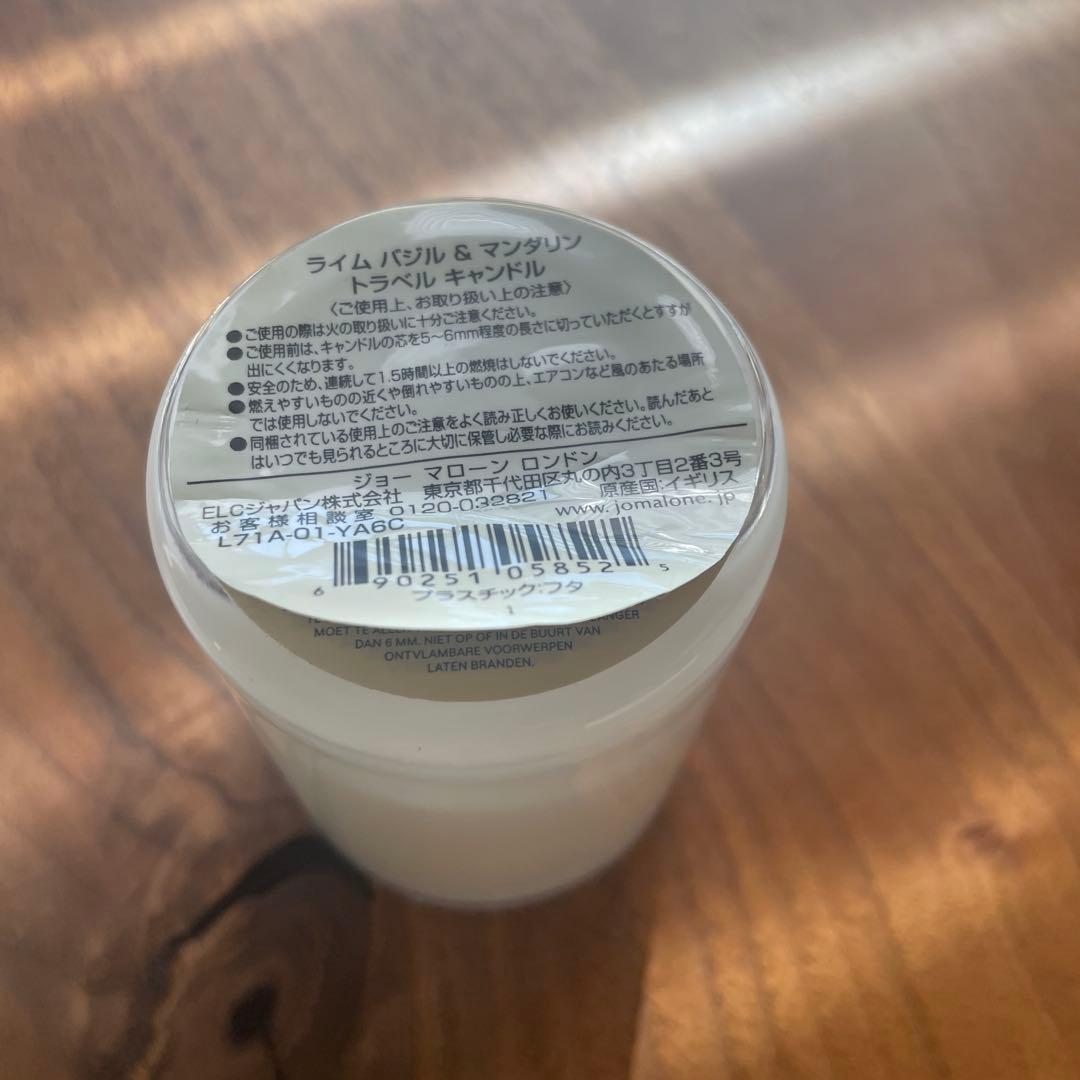 ライム バジル & マンダリン
トラベル キャンドル
〈ご使用上、お取り扱い上の注意〉
●ご使用の際は火の取り扱いに十分ご注意ください。
●ご使用前は、キャンドルの芯を5〜6mm程度の長さに切っていただくとすすが
出にくくなります。
●安全のため、連続して1.5時間以上の燃焼はしないでください。
●燃えやすいものの近くや倒れやすいものの上、エアコンなど風のあたる場所
では使用しないでください。
●同梱されている使用上のご注意をよく読み正しくお使いください。読んだあと
はいつでも見られるところに大切に保管し必要な際にお読みください。
ジョー マローン ロンドン
ELCジャパン株式会社 東京都千代田区丸の内3丁目2番3号
お客様相談室 0120-032821 原産国:イギリス
L71A-01-YA6C www.jomalone.jp
6 90251 05852 5
プラスチック:フタ
1
MOET TE
DAN 6 MM. NIET OP OF IN DE BUURT VAN
ONTVLAMBARE VOORWERPEN
LATEN BRANDEN.